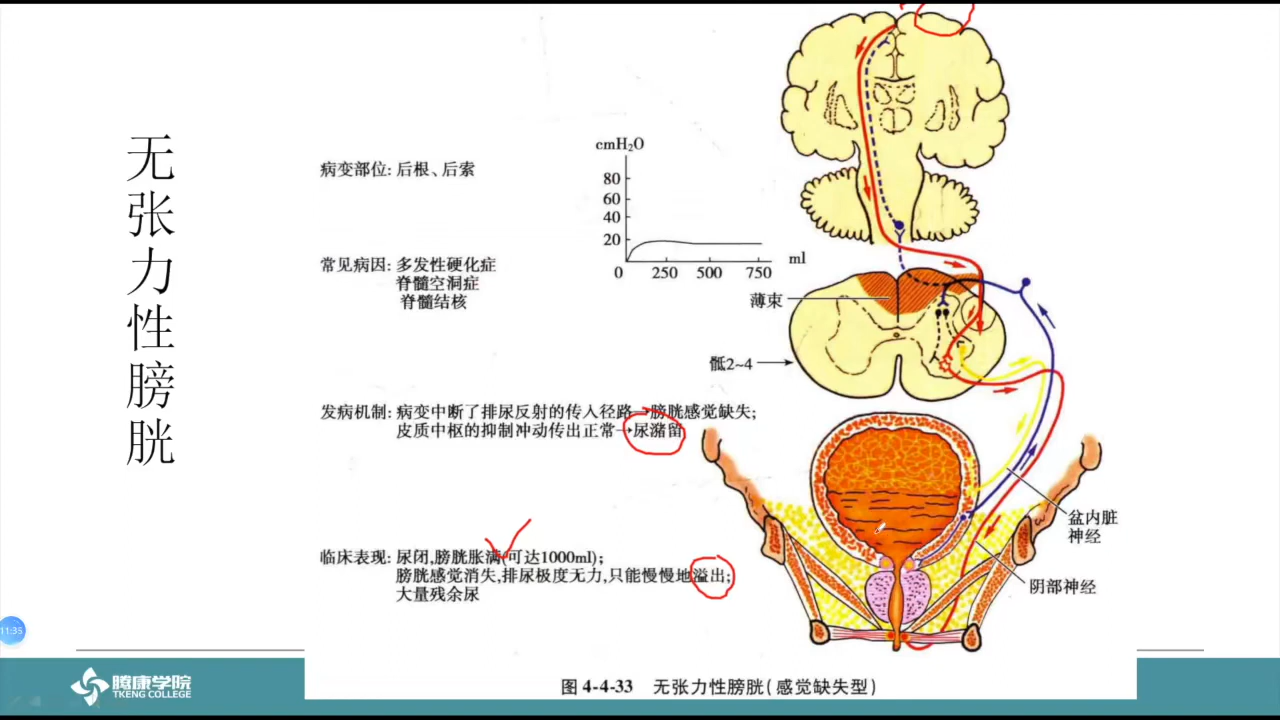 无张力性膀胱
病变部位: 后根、后索
常见病因: 多发性硬化症
脊髓空洞症
脊髓结核
cmH₂O
80
60
40
20
0 250 500 750 ml
发病机制: 病变中断了排尿反射的传入径路→膀胱感觉缺失;
皮质中枢的抑制冲动传出正常→尿潴留
临床表现: 尿闭,膀胱胀满(可达1000ml);
膀胱感觉消失,排尿极度无力,只能慢慢地溢出;
大量残余尿
薄束
骶2~4
盆内脏
神经
阴部神经
11:35
腾康学院
TKENG COLLEGE
图 4-4-33 无张力性膀胱(感觉缺失型)